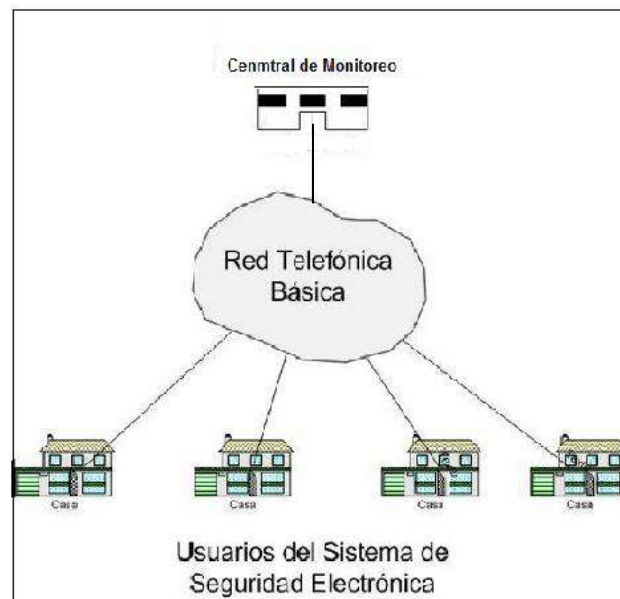 Cenmtral de Monitoreo
Red Telefónica
Básica
Casa Casa Casa Casa
Usuarios del Sistema de
Seguridad Electrónica